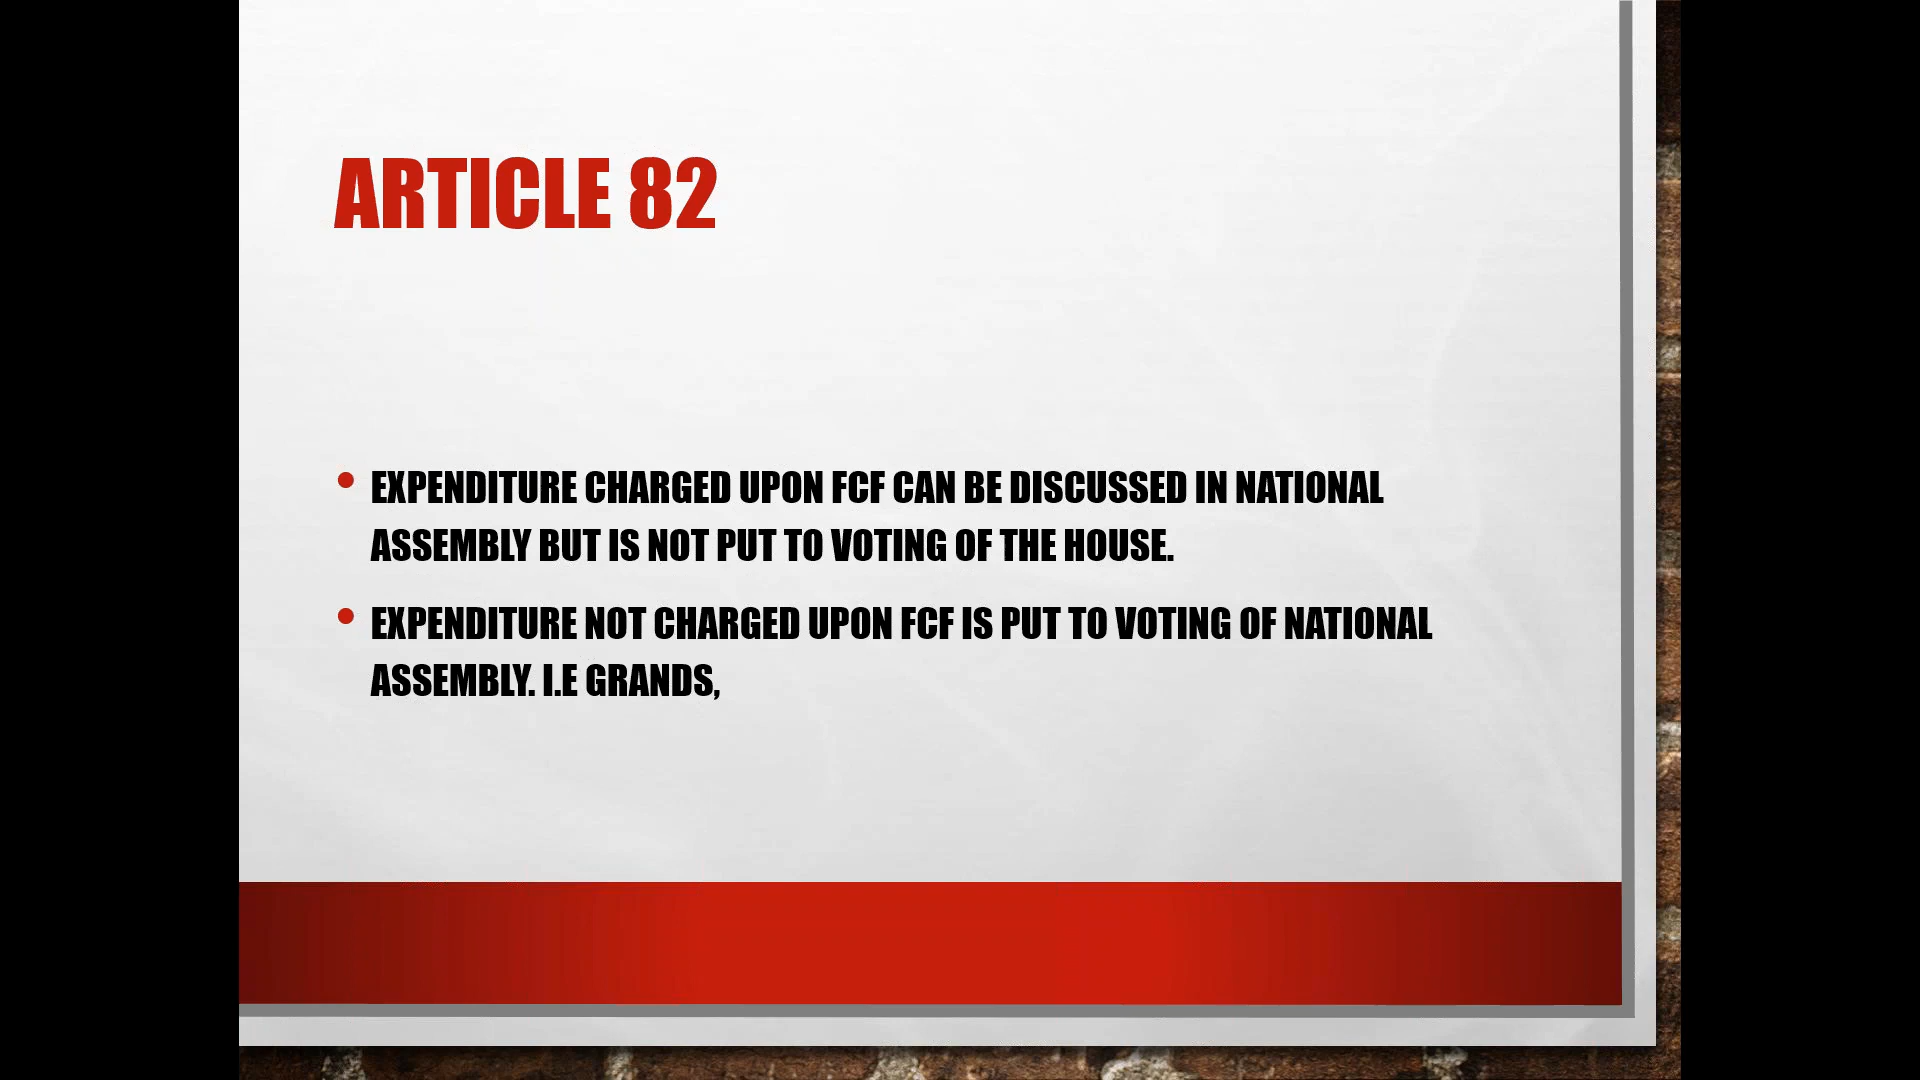 ARTICLE 82
• EXPENDITURE CHARGED UPON FCF CAN BE DISCUSSED IN NATIONAL
ASSEMBLY BUT IS NOT PUT TO VOTING OF THE HOUSE.
• EXPENDITURE NOT CHARGED UPON FCF IS PUT TO VOTING OF NATIONAL
ASSEMBLY. I.E GRANDS,